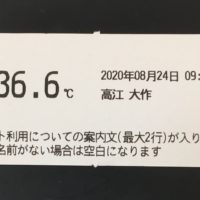 36.6℃
2020年08月24日 09:
高江 大作
ト利用についての案内文(最大2行)が入り
名前がない場合は空白になります